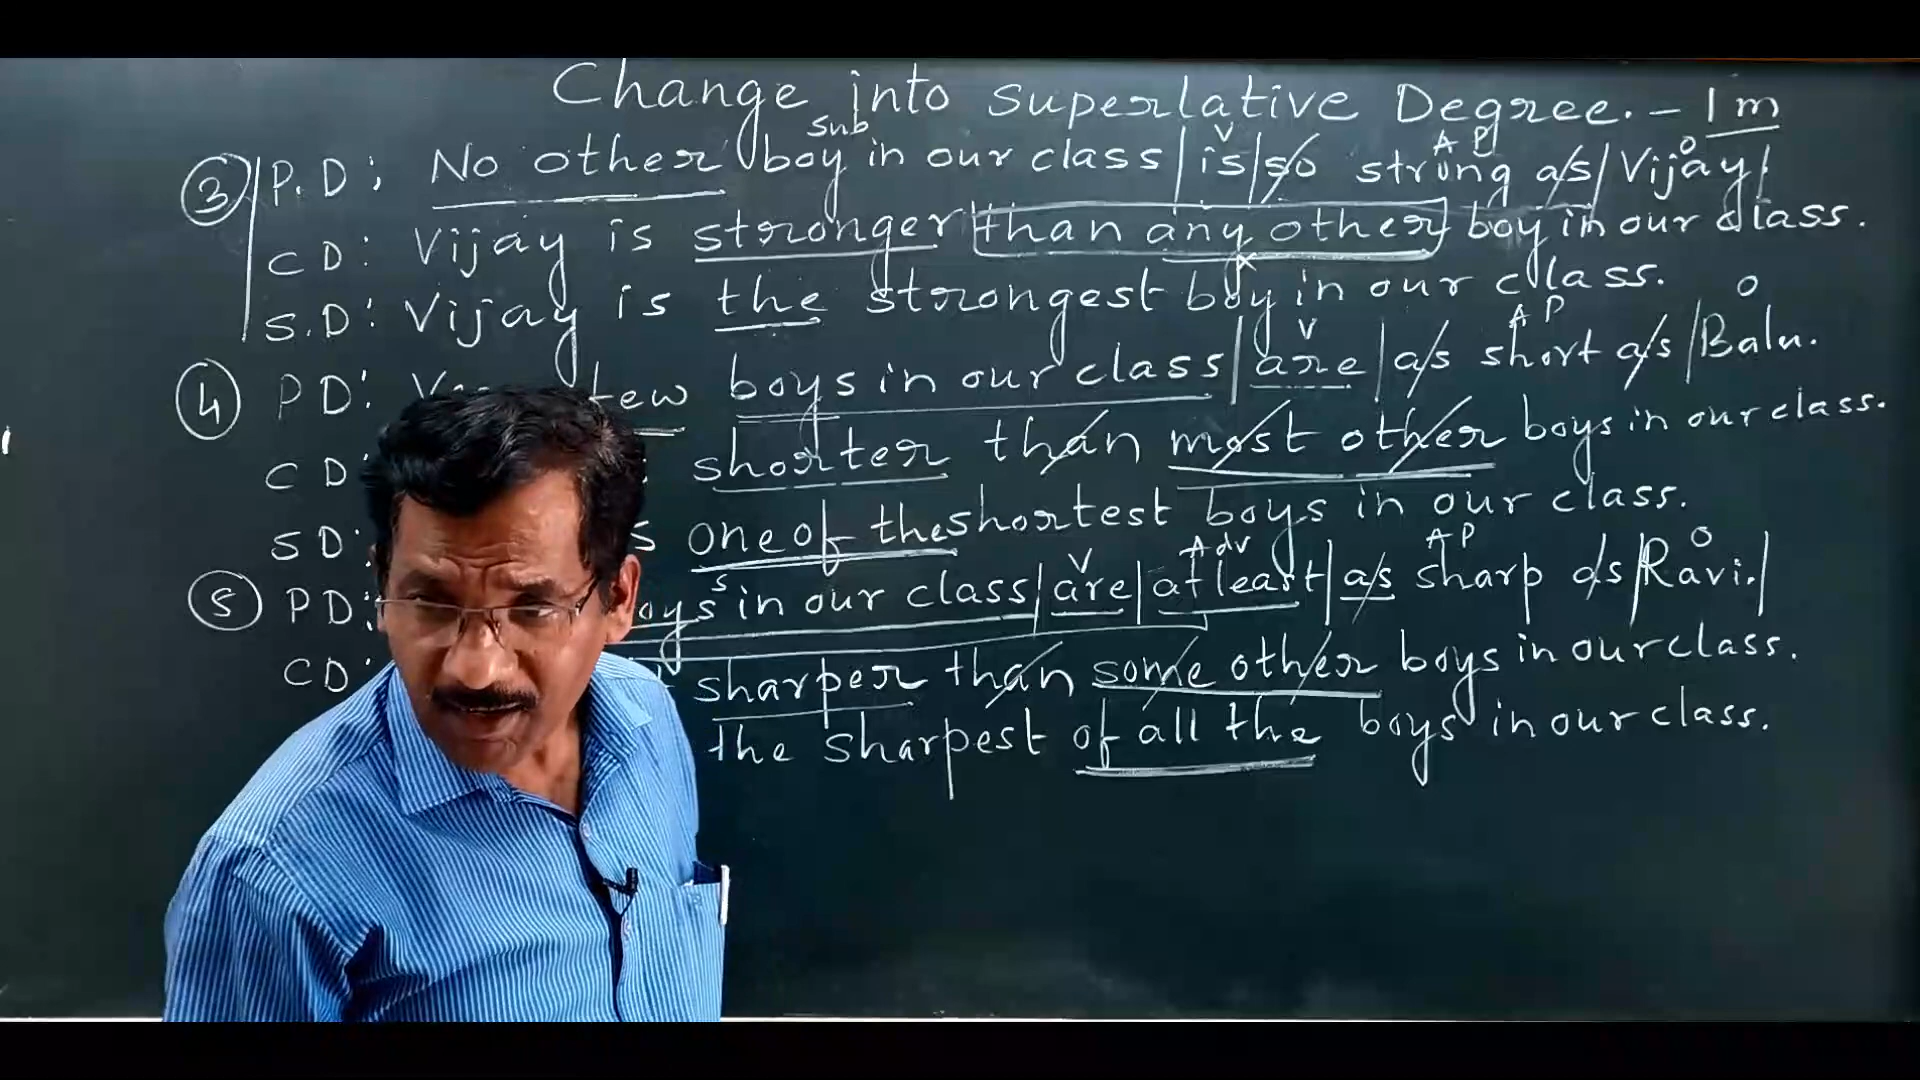 Change into Superlative Degree. - 1 m
sub V A P O
③ P.D: No other boy in our class | is | so strong as | Vijay |
CD: Vijay is stronger than any other boy in our class.
S.D: Vijay is the strongest boy in our class.
V A P O
④ PD: few boys in our class | are | as short as | Balu.
CD: shorter than most other boys in our class.
SD: one of the shortest boys in our class.
S V Adv A P O
⑤ PD: in our class | are | at least | as sharp as | Ravi. |
CD: sharper than some other boys in our class.
the sharpest of all the boys in our class.